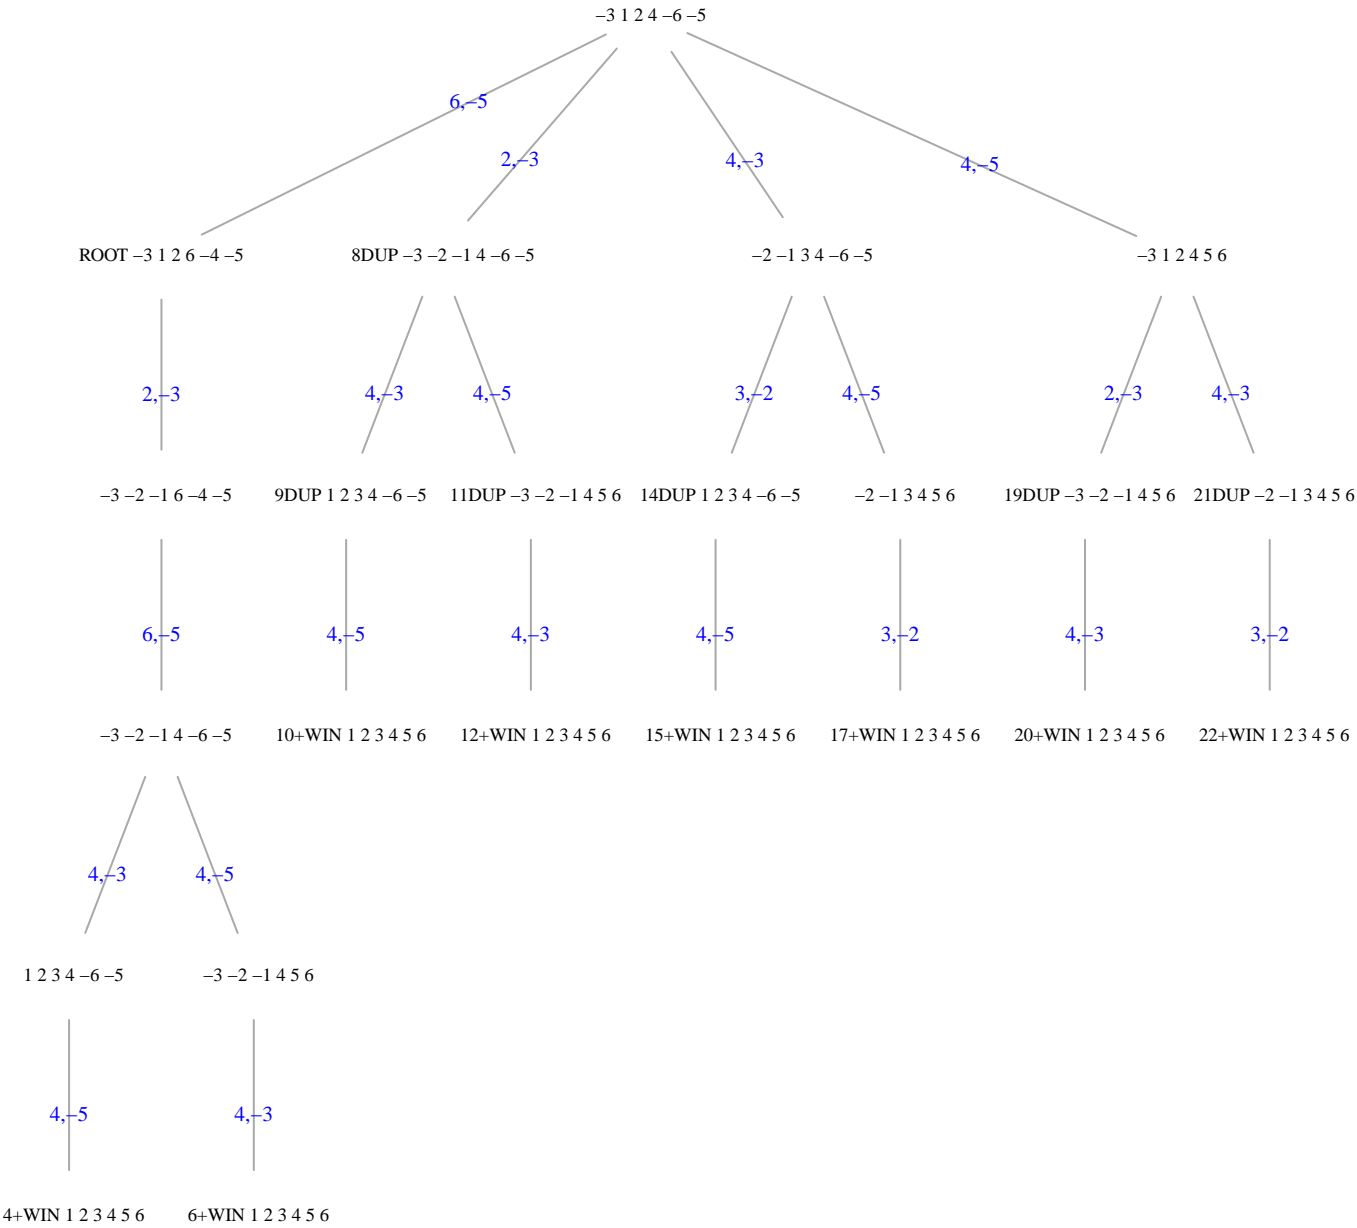 –3 1 2 4 –6 –5
6,–5
2,–3
4,–3
4,–5
ROOT –3 1 2 6 –4 –5
8DUP –3 –2 –1 4 –6 –5
–2 –1 3 4 –6 –5
–3 1 2 4 5 6
2,–3
4,–3
4,–5
3,–2
4,–5
2,–3
4,–3
–3 –2 –1 6 –4 –5
9DUP 1 2 3 4 –6 –5
11DUP –3 –2 –1 4 5 6
14DUP 1 2 3 4 –6 –5
–2 –1 3 4 5 6
19DUP –3 –2 –1 4 5 6
21DUP –2 –1 3 4 5 6
6,–5
4,–5
4,–3
4,–5
3,–2
4,–3
3,–2
–3 –2 –1 4 –6 –5
10+WIN 1 2 3 4 5 6
12+WIN 1 2 3 4 5 6
15+WIN 1 2 3 4 5 6
17+WIN 1 2 3 4 5 6
20+WIN 1 2 3 4 5 6
22+WIN 1 2 3 4 5 6
4,–3
4,–5
1 2 3 4 –6 –5
–3 –2 –1 4 5 6
4,–5
4,–3
4+WIN 1 2 3 4 5 6
6+WIN 1 2 3 4 5 6